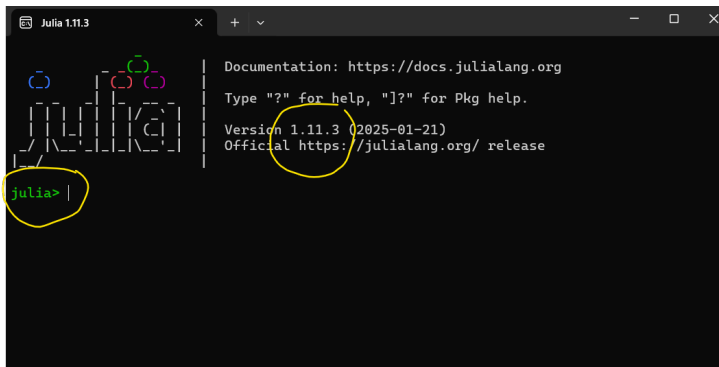 Julia 1.11.3
Documentation: https://docs.julialang.org
Type "?" for help, "]?" for Pkg help.
Version 1.11.3 (2025-01-21)
Official https://julialang.org/ release
julia>